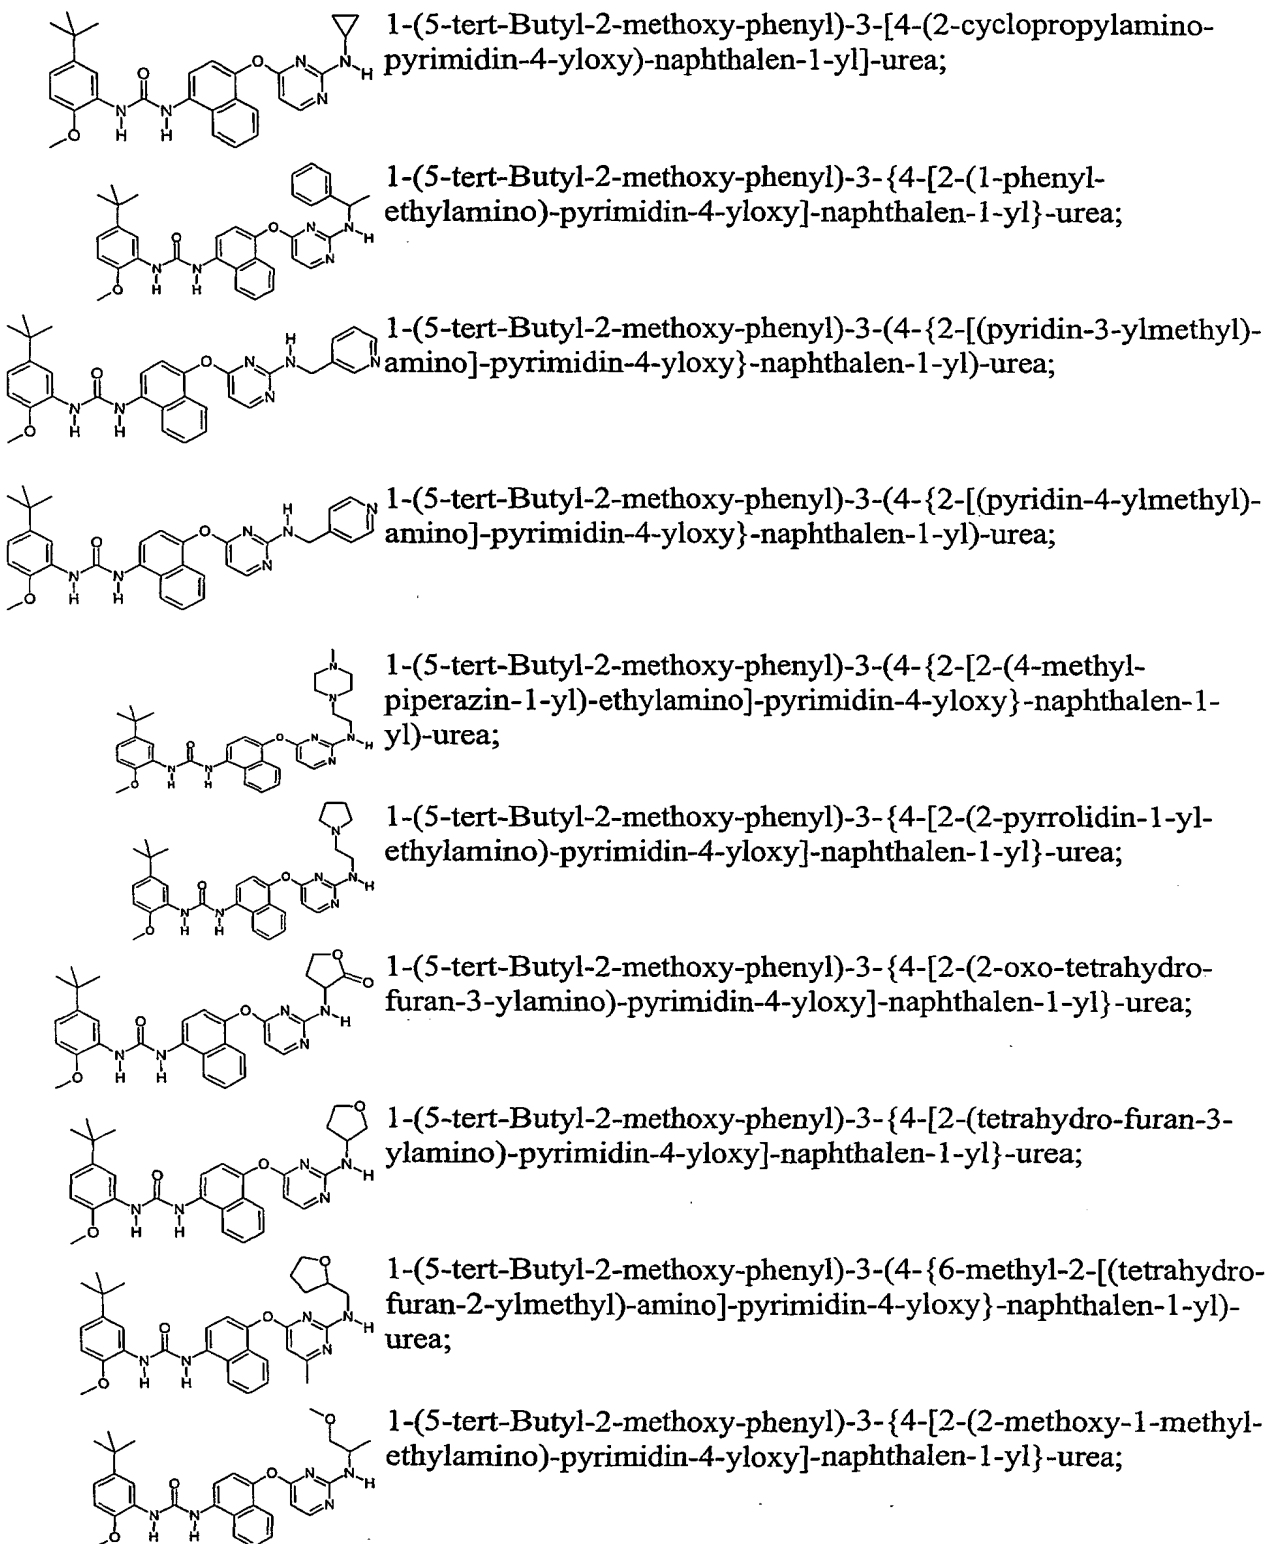 1-(5-tert-Butyl-2-methoxy-phenyl)-3-[4-(2-cyclopropylamino-
pyrimidin-4-yloxy)-naphthalen-1-yl]-urea;
1-(5-tert-Butyl-2-methoxy-phenyl)-3-{4-[2-(1-phenyl-
ethylamino)-pyrimidin-4-yloxy]-naphthalen-1-yl}-urea;
1-(5-tert-Butyl-2-methoxy-phenyl)-3-(4-{2-[(pyridin-3-ylmethyl)-
amino]-pyrimidin-4-yloxy}-naphthalen-1-yl)-urea;
1-(5-tert-Butyl-2-methoxy-phenyl)-3-(4-{2-[(pyridin-4-ylmethyl)-
amino]-pyrimidin-4-yloxy}-naphthalen-1-yl)-urea;
1-(5-tert-Butyl-2-methoxy-phenyl)-3-(4-{2-[2-(4-methyl-
piperazin-1-yl)-ethylamino]-pyrimidin-4-yloxy}-naphthalen-1-
yl)-urea;
1-(5-tert-Butyl-2-methoxy-phenyl)-3-{4-[2-(2-pyrrolidin-1-yl-
ethylamino)-pyrimidin-4-yloxy]-naphthalen-1-yl}-urea;
1-(5-tert-Butyl-2-methoxy-phenyl)-3-{4-[2-(2-oxo-tetrahydro-
furan-3-ylamino)-pyrimidin-4-yloxy]-naphthalen-1-yl}-urea;
1-(5-tert-Butyl-2-methoxy-phenyl)-3-{4-[2-(tetrahydro-furan-3-
ylamino)-pyrimidin-4-yloxy]-naphthalen-1-yl}-urea;
1-(5-tert-Butyl-2-methoxy-phenyl)-3-(4-{6-methyl-2-[(tetrahydro-
furan-2-ylmethyl)-amino]-pyrimidin-4-yloxy}-naphthalen-1-yl)-
urea;
1-(5-tert-Butyl-2-methoxy-phenyl)-3-{4-[2-(2-methoxy-1-methyl-
ethylamino)-pyrimidin-4-yloxy]-naphthalen-1-yl}-urea;